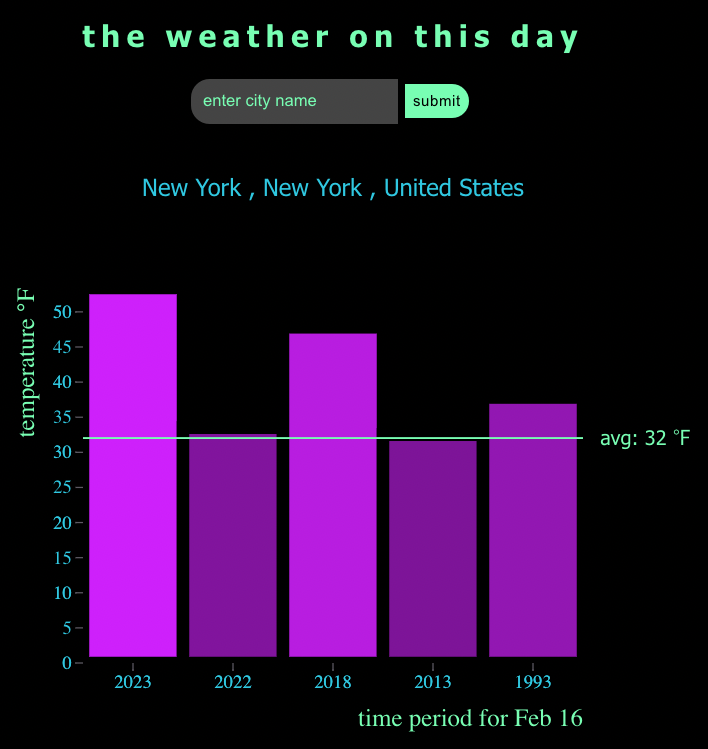 the weather on this day
enter city name
submit
New York , New York , United States
temperature °F
50
45
40
35
30
25
20
15
10
5
0
avg: 32 °F
2023 2022 2018 2013 1993
time period for Feb 16